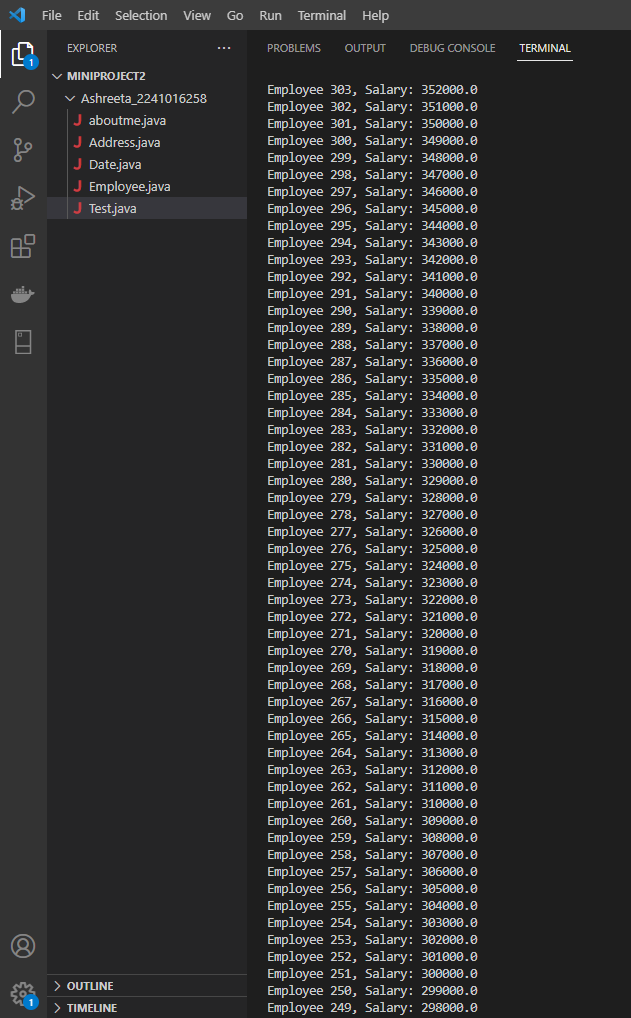 File Edit Selection View Go Run Terminal Help
EXPLORER
MINIPROJECT2
Ashreeta_2241016258
J aboutme.java
J Address.java
J Date.java
J Employee.java
J Test.java
1
OUTLINE
TIMELINE
1
PROBLEMS OUTPUT DEBUG CONSOLE TERMINAL
Employee 303, Salary: 352000.0
Employee 302, Salary: 351000.0
Employee 301, Salary: 350000.0
Employee 300, Salary: 349000.0
Employee 299, Salary: 348000.0
Employee 298, Salary: 347000.0
Employee 297, Salary: 346000.0
Employee 296, Salary: 345000.0
Employee 295, Salary: 344000.0
Employee 294, Salary: 343000.0
Employee 293, Salary: 342000.0
Employee 292, Salary: 341000.0
Employee 291, Salary: 340000.0
Employee 290, Salary: 339000.0
Employee 289, Salary: 338000.0
Employee 288, Salary: 337000.0
Employee 287, Salary: 336000.0
Employee 286, Salary: 335000.0
Employee 285, Salary: 334000.0
Employee 284, Salary: 333000.0
Employee 283, Salary: 332000.0
Employee 282, Salary: 331000.0
Employee 281, Salary: 330000.0
Employee 280, Salary: 329000.0
Employee 279, Salary: 328000.0
Employee 278, Salary: 327000.0
Employee 277, Salary: 326000.0
Employee 276, Salary: 325000.0
Employee 275, Salary: 324000.0
Employee 274, Salary: 323000.0
Employee 273, Salary: 322000.0
Employee 272, Salary: 321000.0
Employee 271, Salary: 320000.0
Employee 270, Salary: 319000.0
Employee 269, Salary: 318000.0
Employee 268, Salary: 317000.0
Employee 267, Salary: 316000.0
Employee 266, Salary: 315000.0
Employee 265, Salary: 314000.0
Employee 264, Salary: 313000.0
Employee 263, Salary: 312000.0
Employee 262, Salary: 311000.0
Employee 261, Salary: 310000.0
Employee 260, Salary: 309000.0
Employee 259, Salary: 308000.0
Employee 258, Salary: 307000.0
Employee 257, Salary: 306000.0
Employee 256, Salary: 305000.0
Employee 255, Salary: 304000.0
Employee 254, Salary: 303000.0
Employee 253, Salary: 302000.0
Employee 252, Salary: 301000.0
Employee 251, Salary: 300000.0
Employee 250, Salary: 299000.0
Employee 249, Salary: 298000.0